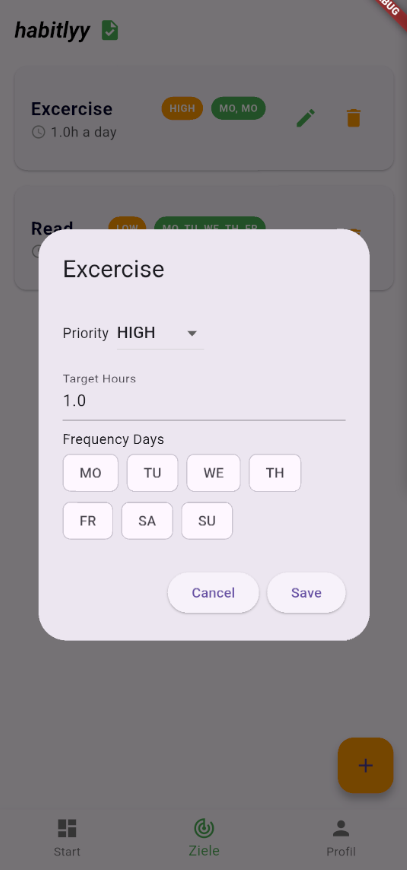 BUG
habitlyy
Excercise HIGH MO, MO
1.0h a day
Read LOW MO, TU, WE, TH, FR
Excercise
Priority HIGH
Target Hours
1.0
Frequency Days
MO TU WE TH
FR SA SU
Cancel Save
+
Start Ziele Profil